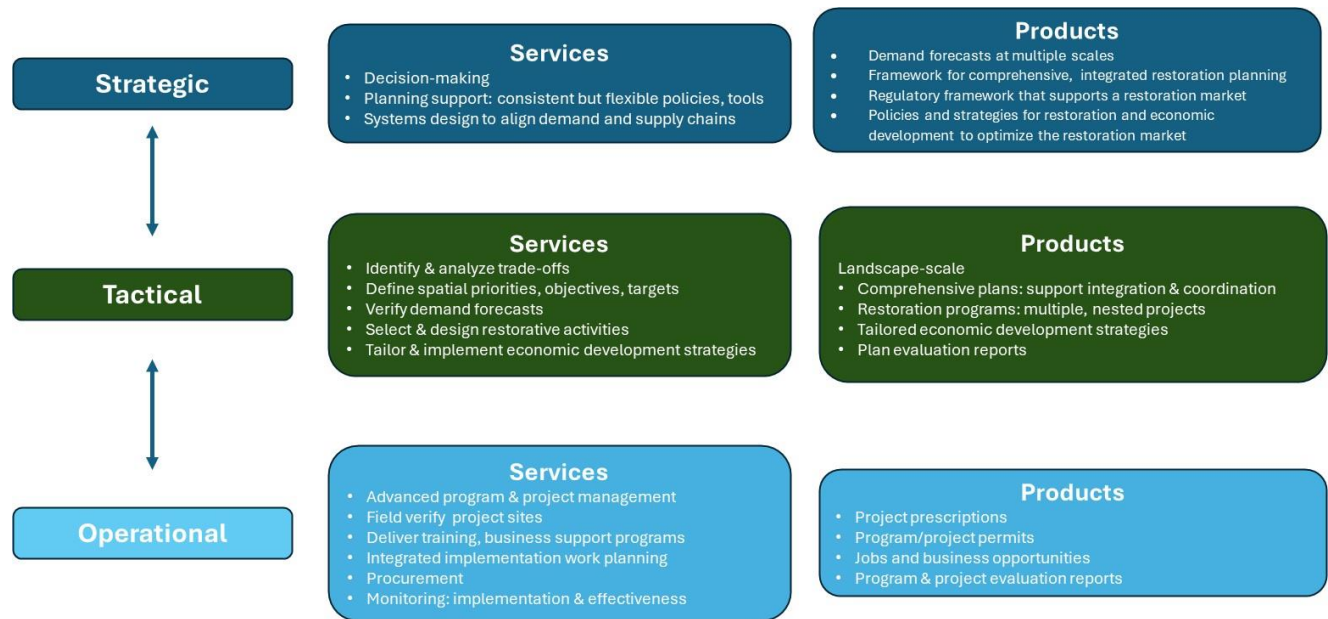 Strategic
Services
• Decision-making
• Planning support: consistent but flexible policies, tools
• Systems design to align demand and supply chains
Products
• Demand forecasts at multiple scales
• Framework for comprehensive, integrated restoration planning
• Regulatory framework that supports a restoration market
• Policies and strategies for restoration and economic
development to optimize the restoration market
Tactical
Services
• Identify & analyze trade-offs
• Define spatial priorities, objectives, targets
• Verify demand forecasts
• Select & design restorative activities
• Tailor & implement economic development strategies
Products
Landscape-scale
• Comprehensive plans: support integration & coordination
• Restoration programs: multiple, nested projects
• Tailored economic development strategies
• Plan evaluation reports
Operational
Services
• Advanced program & project management
• Field verify project sites
• Deliver training, business support programs
• Integrated implementation work planning
• Procurement
• Monitoring: implementation & effectiveness
Products
• Project prescriptions
• Program/project permits
• Jobs and business opportunities
• Program & project evaluation reports